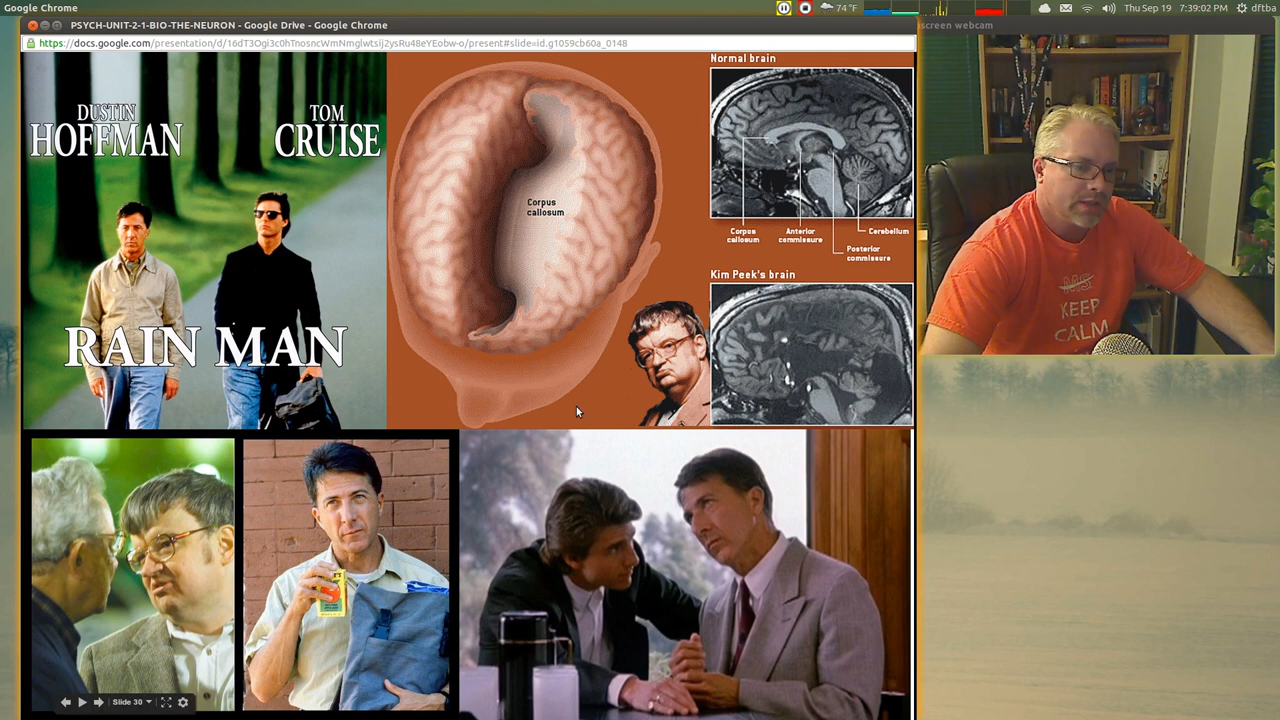 Google Chrome
74 °F
Thu Sep 19
7:39:02 PM
dftba
PSYCH-UNIT-2-1-BIO-THE-NEURON - Google Drive - Google Chrome
screen webcam
DUSTIN
HOFFMAN
TOM
CRUISE
RAIN MAN
Corpus
callosum
Normal brain
Corpus
callosum
Anterior
commissure
Cerebellum
Posterior
commissure
Kim Peek's brain
KEEP
CALM
Slide 30